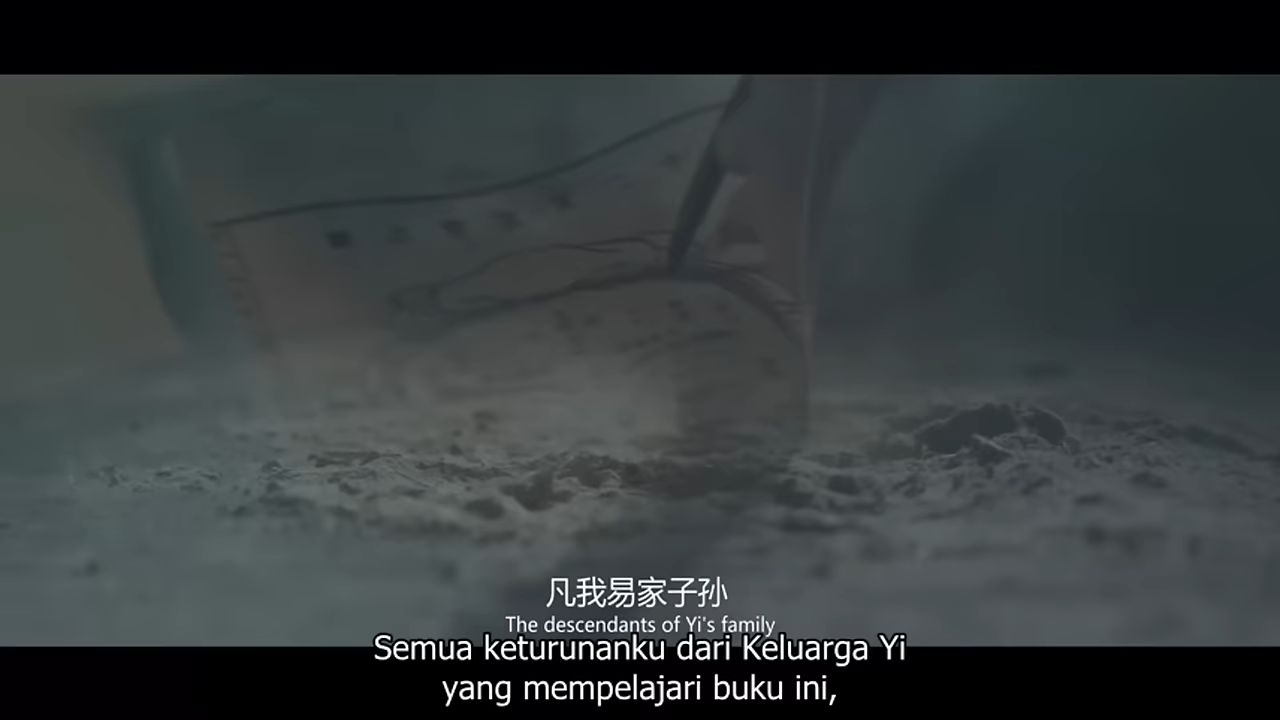 凡我易家子孙
The descendants of Yi's family
Semua keturunanku dari Keluarga Yi
yang mempelajari buku ini,